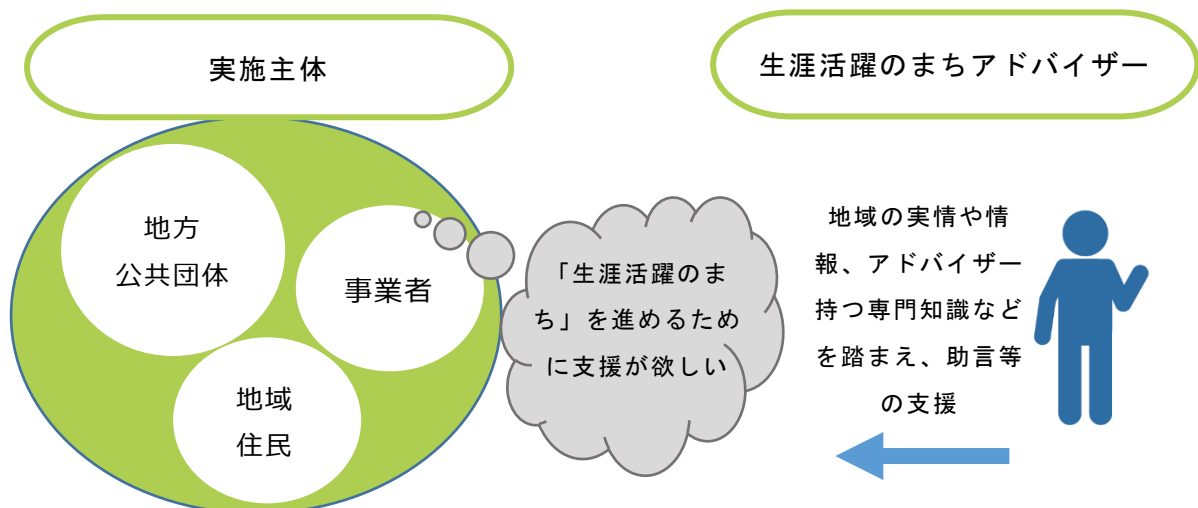 実施主体
生涯活躍のまちアドバイザー
地方
公共団体
事業者
地域
住民
「生涯活躍のま
ち」を進めるため
に支援が欲しい
地域の実情や情
報、アドバイザー
持つ専門知識など
を踏まえ、助言等
の支援